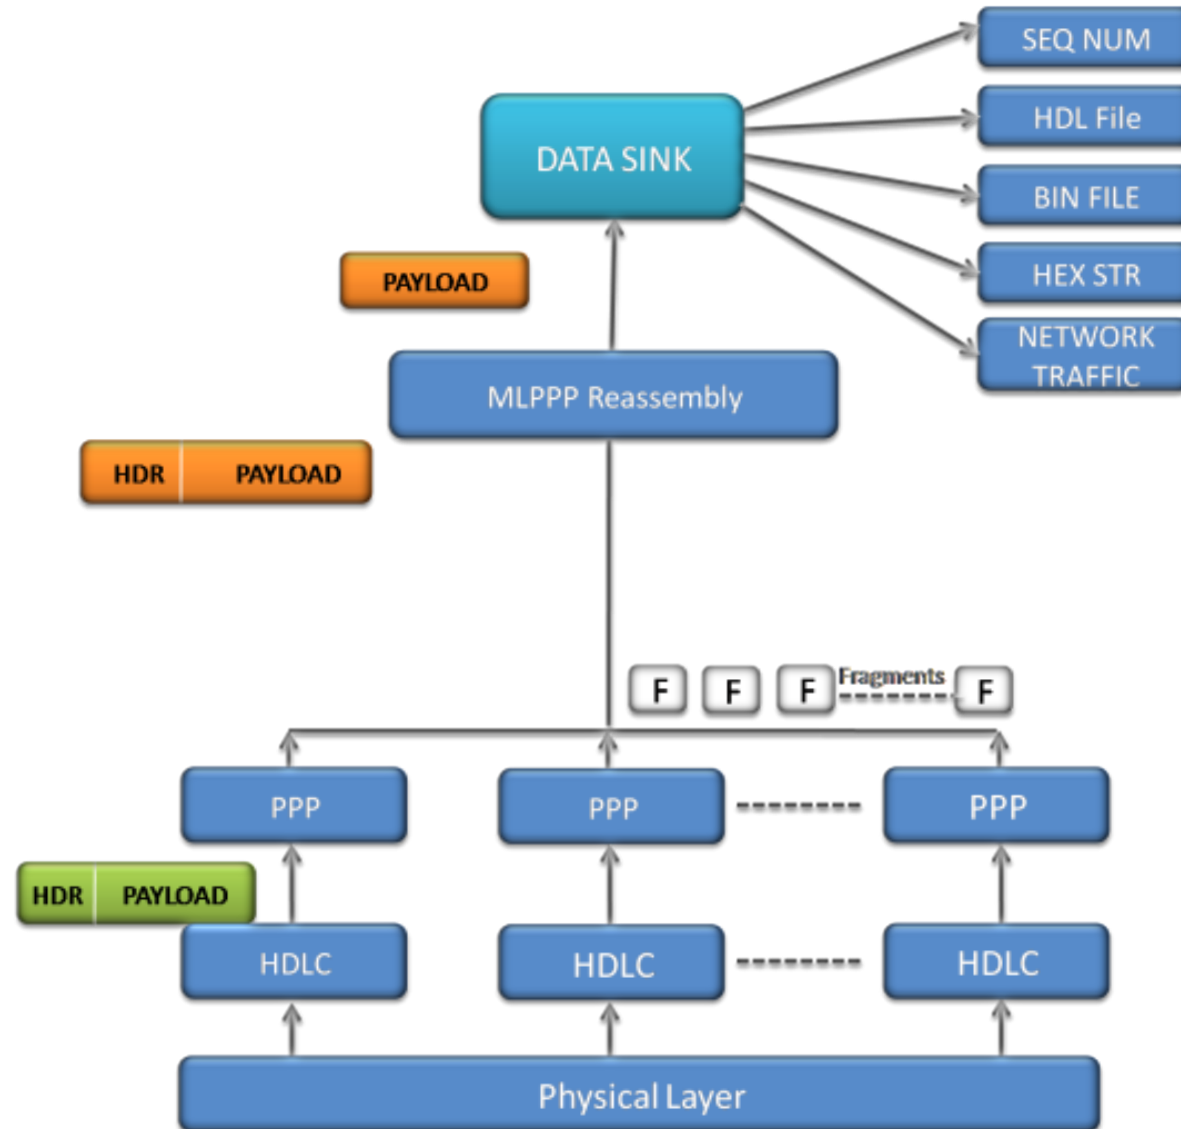 SEQ NUM
HDL File
DATA SINK
BIN FILE
HEX STR
PAYLOAD
NETWORK
TRAFFIC
MLPPP Reassembly
HDR PAYLOAD
F F F Fragments F
PPP PPP PPP
HDR PAYLOAD
HDLC HDLC HDLC
Physical Layer